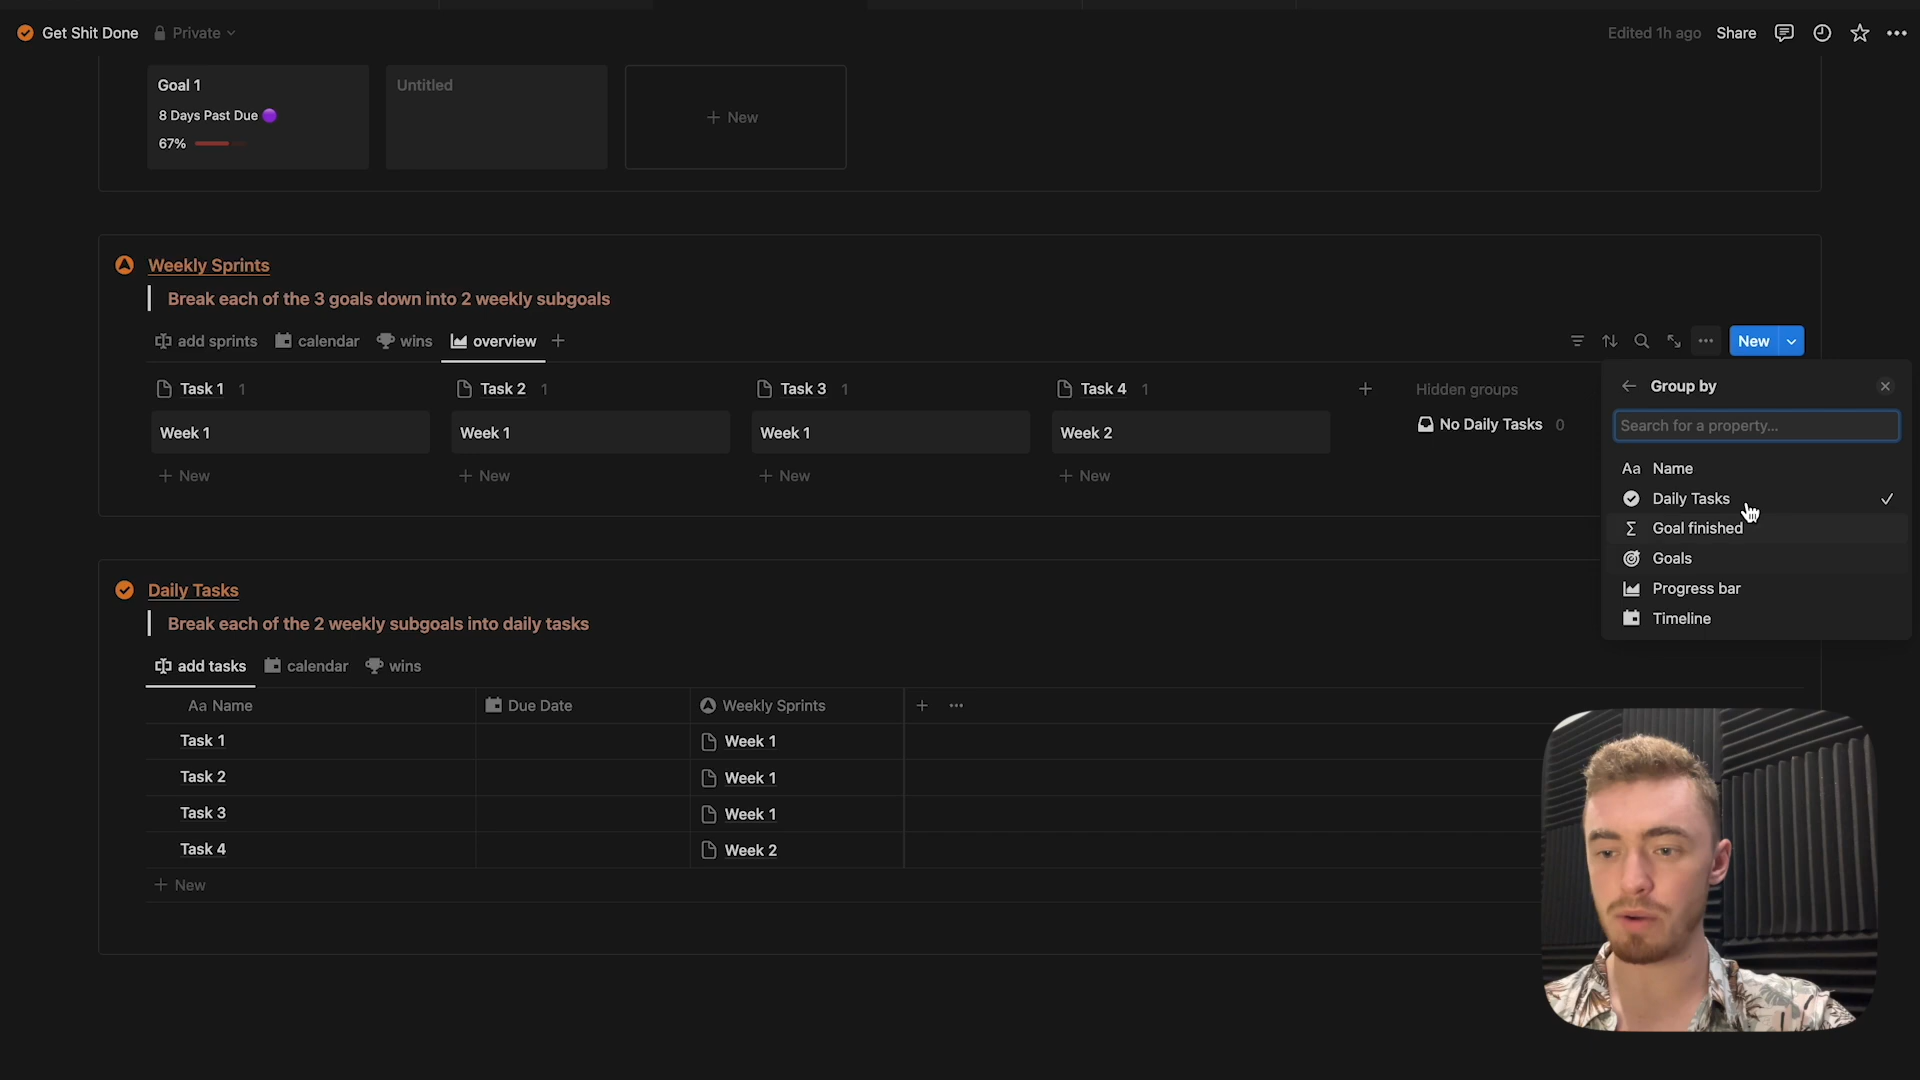 Get Shit Done Private
Edited 1h ago Share
Goal 1
8 Days Past Due
67%
Untitled
+ New
Weekly Sprints
Break each of the 3 goals down into 2 weekly subgoals
add sprints calendar wins overview +
New
Task 1 1
Week 1
+ New
Task 2 1
Week 1
+ New
Task 3 1
Week 1
+ New
Task 4 1
Week 2
+ New
+
Hidden groups
No Daily Tasks 0
Group by
Search for a property...
Aa Name
Daily Tasks
Σ Goal finished
Goals
Progress bar
Timeline
Daily Tasks
Break each of the 2 weekly subgoals into daily tasks
add tasks calendar wins
Aa Name Due Date Weekly Sprints + •••
Task 1 Week 1
Task 2 Week 1
Task 3 Week 1
Task 4 Week 2
+ New